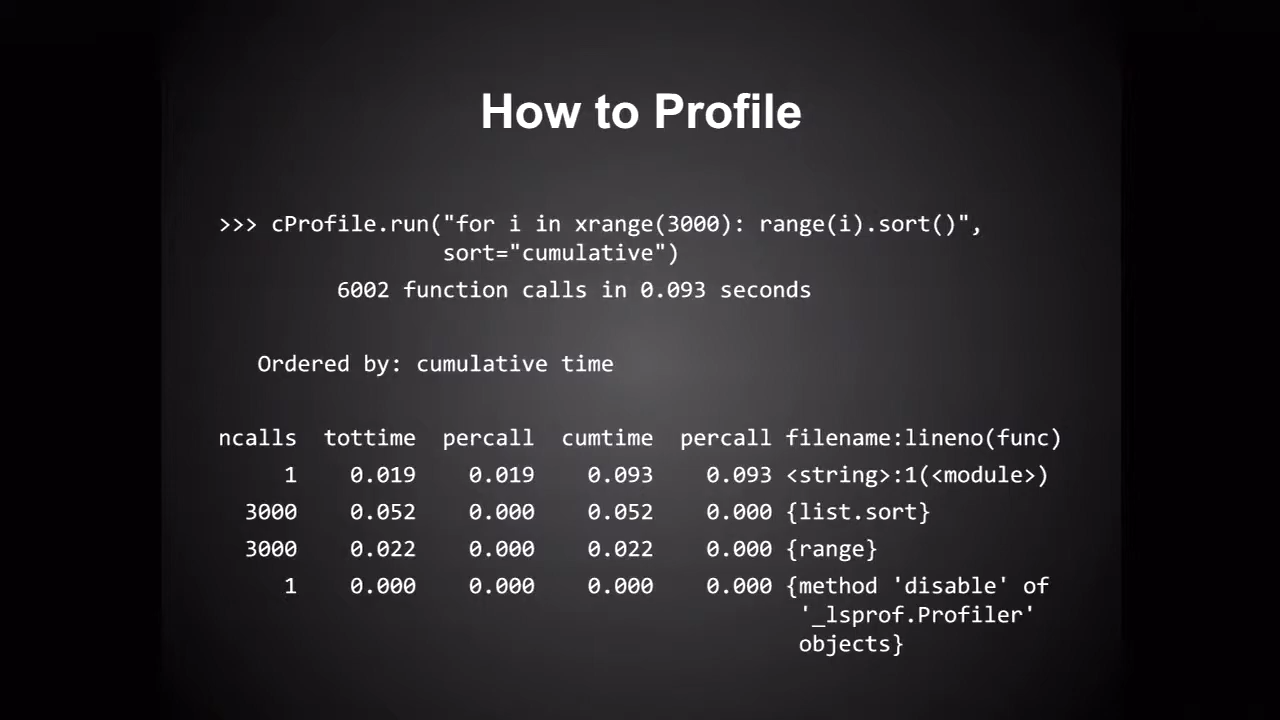 How to Profile
>>> cProfile.run("for i in xrange(3000): range(i).sort()",
sort="cumulative")
6002 function calls in 0.093 seconds
Ordered by: cumulative time
ncalls tottime percall cumtime percall filename:lineno(func)
1 0.019 0.019 0.093 0.093 <string>:1(<module>)
3000 0.052 0.000 0.052 0.000 {list.sort}
3000 0.022 0.000 0.022 0.000 {range}
1 0.000 0.000 0.000 0.000 {method 'disable' of
'_lsprof.Profiler'
objects}